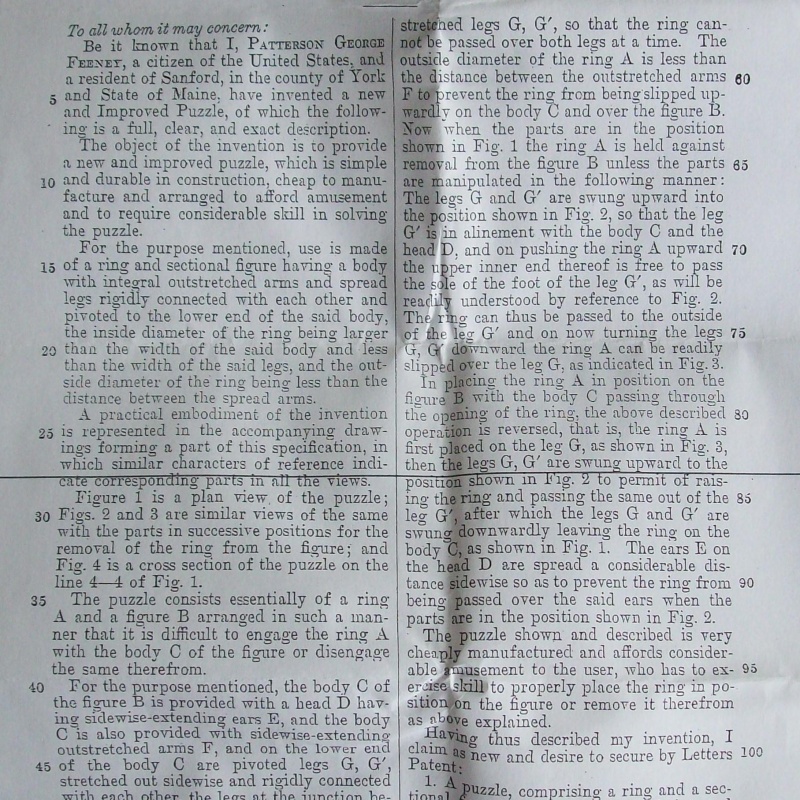 To all whom it may concern:
Be it known that I, PATTERSON GEORGE
FEENEY, a citizen of the United States, and
a resident of Sanford, in the county of York
5 and State of Maine, have invented a new
and Improved Puzzle, of which the follow-
ing is a full, clear, and exact description.
The object of the invention is to provide
a new and improved puzzle, which is simple
10 and durable in construction, cheap to manu-
facture and arranged to afford amusement
and to require considerable skill in solving
the puzzle.
For the purpose mentioned, use is made
15 of a ring and sectional figure having a body
with integral outstretched arms and spread
legs rigidly connected with each other and
pivoted to the lower end of the said body,
the inside diameter of the ring being larger
20 than the width of the said body and less
than the width of the said legs, and the out-
side diameter of the ring being less than the
distance between the spread arms.
A practical embodiment of the invention
25 is represented in the accompanying draw-
ings forming a part of this specification, in
which similar characters of reference indi-
cate corresponding parts in all the views.
Figure 1 is a plan view of the puzzle;
30 Figs. 2 and 3 are similar views of the same
with the parts in successive positions for the
removal of the ring from the figure; and
Fig. 4 is a cross section of the puzzle on the
line 4—4 of Fig. 1.
35 The puzzle consists essentially of a ring
A and a figure B arranged in such a man-
ner that it is difficult to engage the ring A
with the body C of the figure or disengage
the same therefrom.
40 For the purpose mentioned, the body C of
the figure B is provided with a head D hav-
ing sidewise-extending ears E, and the body
C is also provided with sidewise-extending
outstretched arms F, and on the lower end
45 of the body C are pivoted legs G, G′,
stretched out sidewise and rigidly connected
with each other, the legs at the junction be-
stretched legs G, G′, so that the ring can-
not be passed over both legs at a time. The
outside diameter of the ring A is less than
the distance between the outstretched arms 60
F to prevent the ring from being slipped up-
wardly on the body C and over the figure B.
Now when the parts are in the position
shown in Fig. 1 the ring A is held against
removal from the figure B unless the parts 65
are manipulated in the following manner:
The legs G and G′ are swung upward into
the position shown in Fig. 2, so that the leg
G′ is in alinement with the body C and the
head D, and on pushing the ring A upward 70
the upper inner end thereof is free to pass
the sole of the foot of the leg G′, as will be
readily understood by reference to Fig. 2.
The ring can thus be passed to the outside
of the leg G′ and on now turning the legs 75
G, G′ downward the ring A can be readily
slipped over the leg G, as indicated in Fig. 3.
In placing the ring A in position on the
figure B with the body C passing through
the opening of the ring, the above described 80
operation is reversed, that is, the ring A is
first placed on the leg G, as shown in Fig. 3,
then the legs G, G′ are swung upward to the
position shown in Fig. 2 to permit of rais-
ing the ring and passing the same out of the 85
leg G′, after which the legs G and G′ are
swung downwardly leaving the ring on the
body C, as shown in Fig. 1. The ears E on
the head D are spread a considerable dis-
tance sidewise so as to prevent the ring from 90
being passed over the said ears when the
parts are in the position shown in Fig. 2.
The puzzle shown and described is very
cheaply manufactured and affords consider-
able amusement to the user, who has to ex- 95
ercise skill to properly place the ring in po-
sition on the figure or remove it therefrom
as above explained.
Having thus described my invention, I
claim as new and desire to secure by Letters 100
Patent:
1. A puzzle, comprising a ring and a sec-
tional